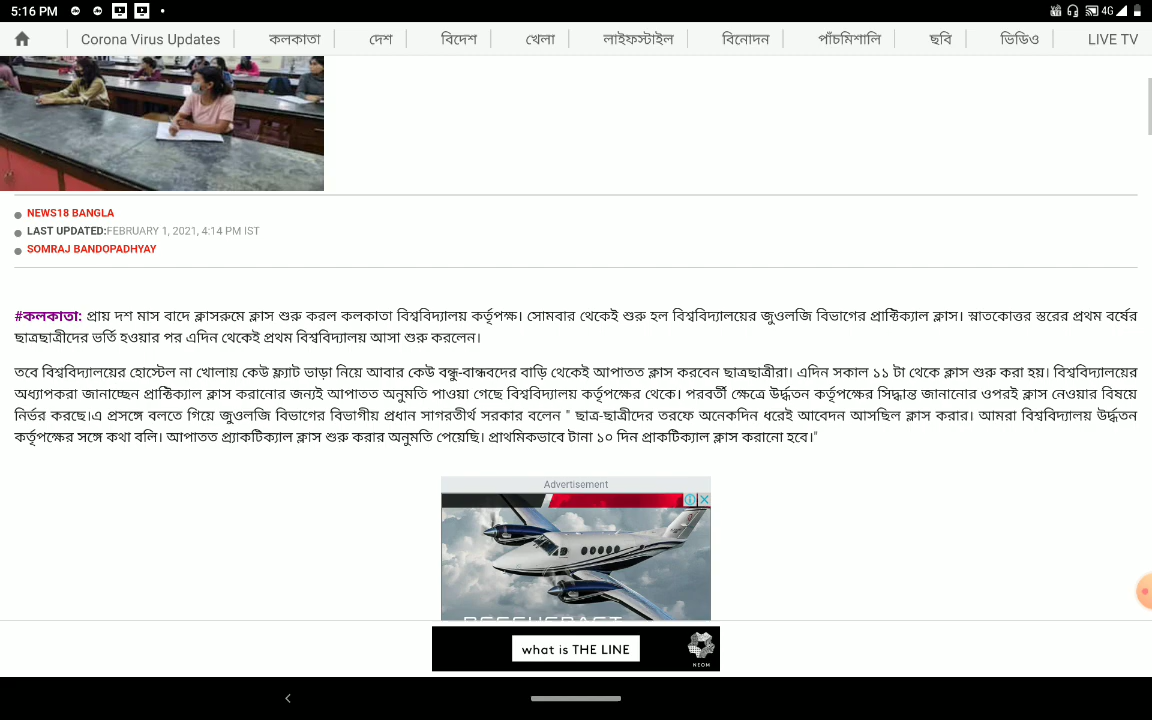 5:16 PM
4G
Corona Virus Updates কলকাতা দেশ বিদেশ খেলা লাইফস্টাইল বিনোদন পাঁচমিশালি ছবি ভিডিও LIVE TV
NEWS18 BANGLA
LAST UPDATED:FEBRUARY 1, 2021, 4:14 PM IST
SOMRAJ BANDOPADHYAY
#কলকাতা: প্রায় দশ মাস বাদে ক্লাসরুমে ক্লাস শুরু করল কলকাতা বিশ্ববিদ্যালয় কর্তৃপক্ষ। সোমবার থেকেই শুরু হল বিশ্ববিদ্যালয়ের জুওলজি বিভাগের প্রাক্টিক্যাল ক্লাস। স্নাতকোত্তর স্তরের প্রথম বর্ষের
ছাত্রছাত্রীদের ভর্তি হওয়ার পর এদিন থেকেই প্রথম বিশ্ববিদ্যালয় আসা শুরু করলেন।
তবে বিশ্ববিদ্যালয়ের হোস্টেল না খোলায় কেউ ফ্ল্যাট ভাড়া নিয়ে আবার কেউ বন্ধু-বান্ধবদের বাড়ি থেকেই আপাতত ক্লাস করবেন ছাত্রছাত্রীরা। এদিন সকাল ১১ টা থেকে ক্লাস শুরু করা হয়। বিশ্ববিদ্যালয়ের
অধ্যাপকরা জানাচ্ছেন প্রাক্টিক্যাল ক্লাস করানোর জন্যই আপাতত অনুমতি পাওয়া গেছে বিশ্ববিদ্যালয় কর্তৃপক্ষের থেকে। পরবর্তী ক্ষেত্রে উর্দ্ধতন কর্তৃপক্ষের সিদ্ধান্ত জানানোর ওপরই ক্লাস নেওয়ার বিষয়ে
নির্ভর করছে।এ প্রসঙ্গে বলতে গিয়ে জুওলজি বিভাগের বিভাগীয় প্রধান সাগরতীর্থ সরকার বলেন " ছাত্র-ছাত্রীদের তরফে অনেকদিন ধরেই আবেদন আসছিল ক্লাস করার। আমরা বিশ্ববিদ্যালয় উর্দ্ধতন
কর্তৃপক্ষের সঙ্গে কথা বলি। আপাতত প্র্যাকটিক্যাল ক্লাস শুরু করার অনুমতি পেয়েছি। প্রাথমিকভাবে টানা ১০ দিন প্রাকটিক্যাল ক্লাস করানো হবে।"
Advertisement
BEECHCRAFT
what is THE LINE
NEOM